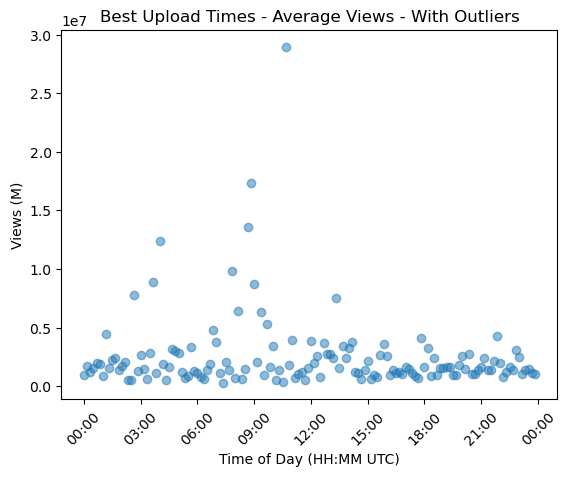 Best Upload Times - Average Views - With Outliers
1e7
3.0
2.5
2.0
1.5
1.0
0.5
0.0
Views (M)
00:00 03:00 06:00 09:00 12:00 15:00 18:00 21:00 00:00
Time of Day (HH:MM UTC)